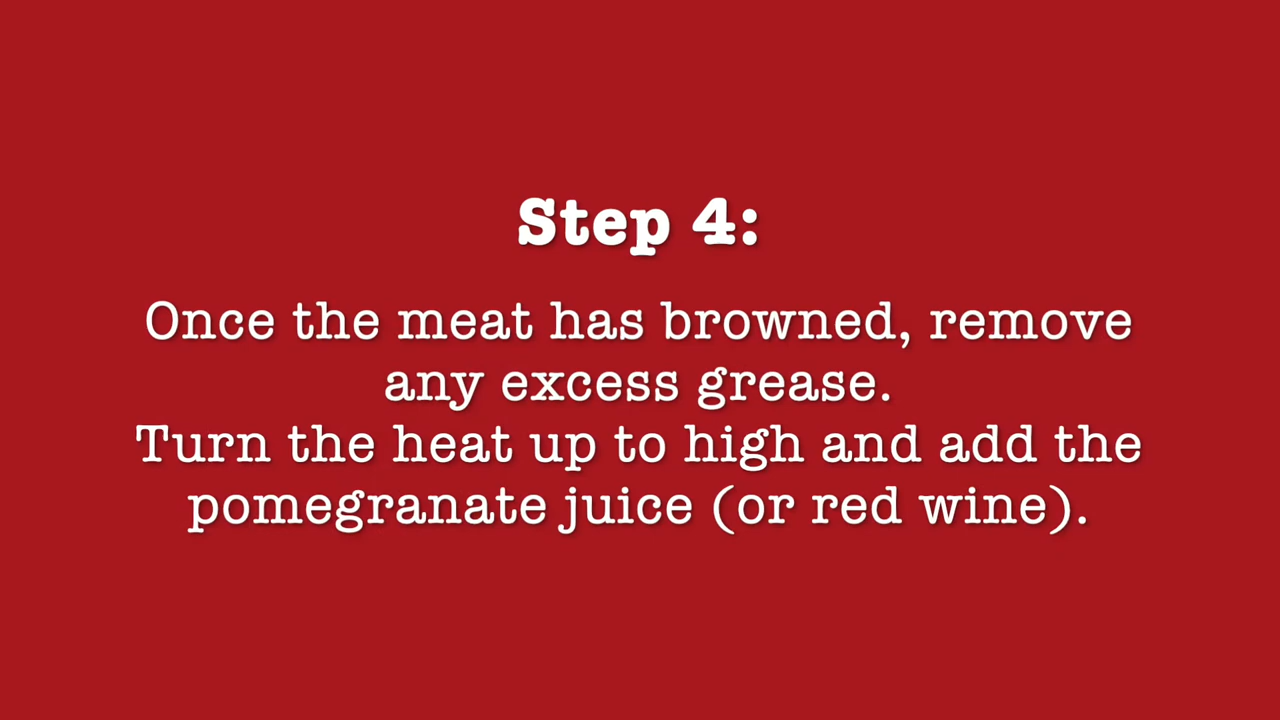 Step 4:
Once the meat has browned, remove
any excess grease.
Turn the heat up to high and add the
pomegranate juice (or red wine).